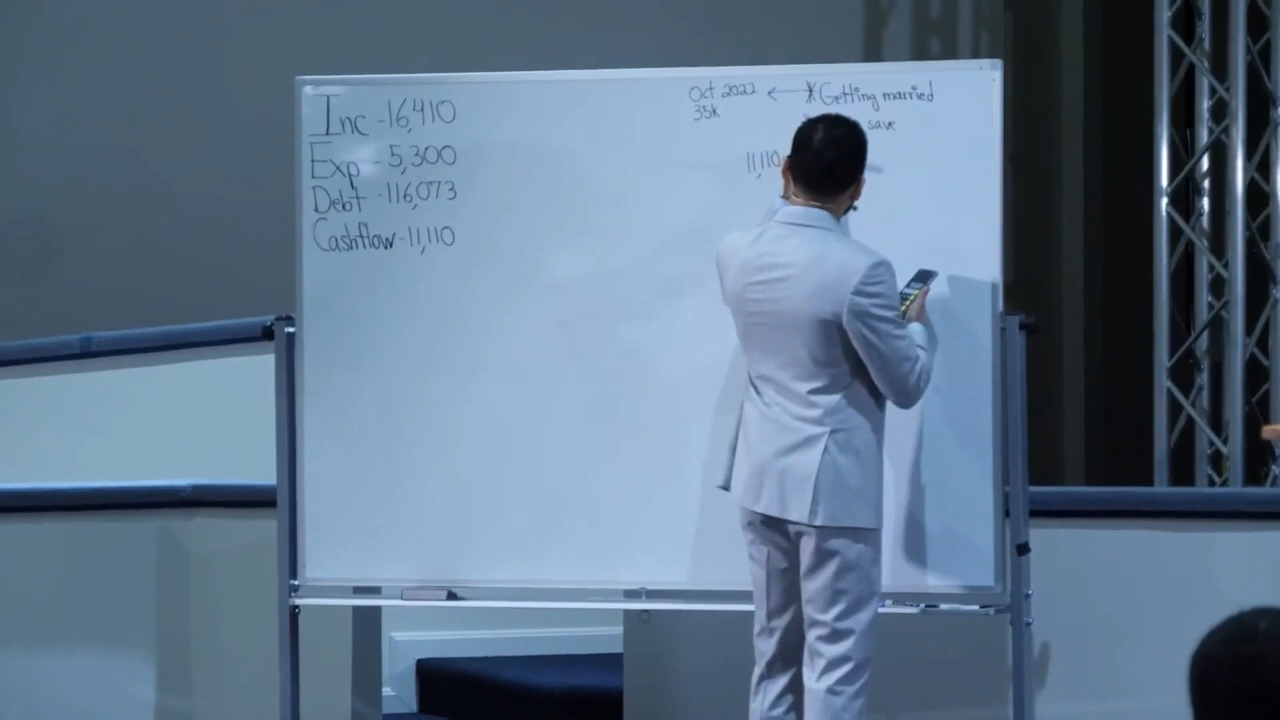 Inc - 16,410
Exp - 5,300
Debt - 116,073
Cashflow - 11,110
Oct 2022 ← * Getting married
35k
save
11,110